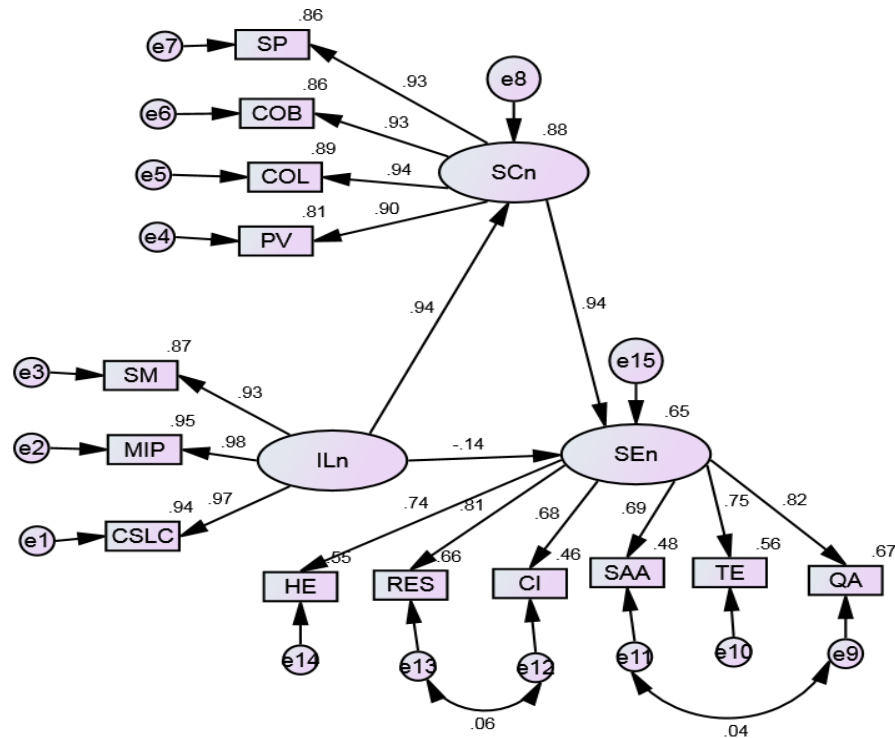 .86
e7
SP
.93
e8
.86
e6
COB
.93
.88
.89
SCn
e5
COL
.94
.81
.90
e4
PV
.94
.94
.87
e3
SM
.93
e15
.95
.65
e2
MIP
.98
ILn
-.14
SEn
.94
.97
e1
CSLC
.74
.81
.68
.69
.75
.82
.55
.66
.46
.48
.56
.67
HE
RES
CI
SAA
TE
QA
e14
e13
e12
e11
e10
e9
.06
.04